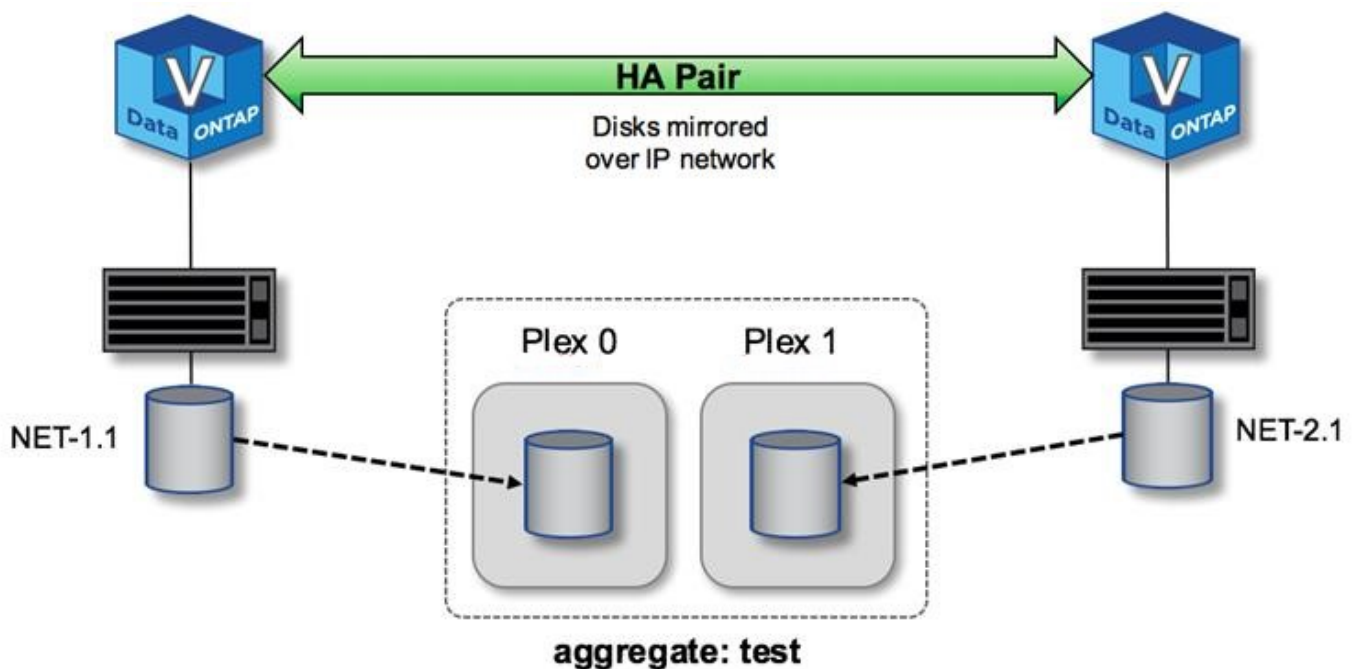 V
Data ONTAP
HA Pair
Disks mirrored
over IP network
V
Data ONTAP
Plex 0
Plex 1
NET-1.1
NET-2.1
aggregate: test